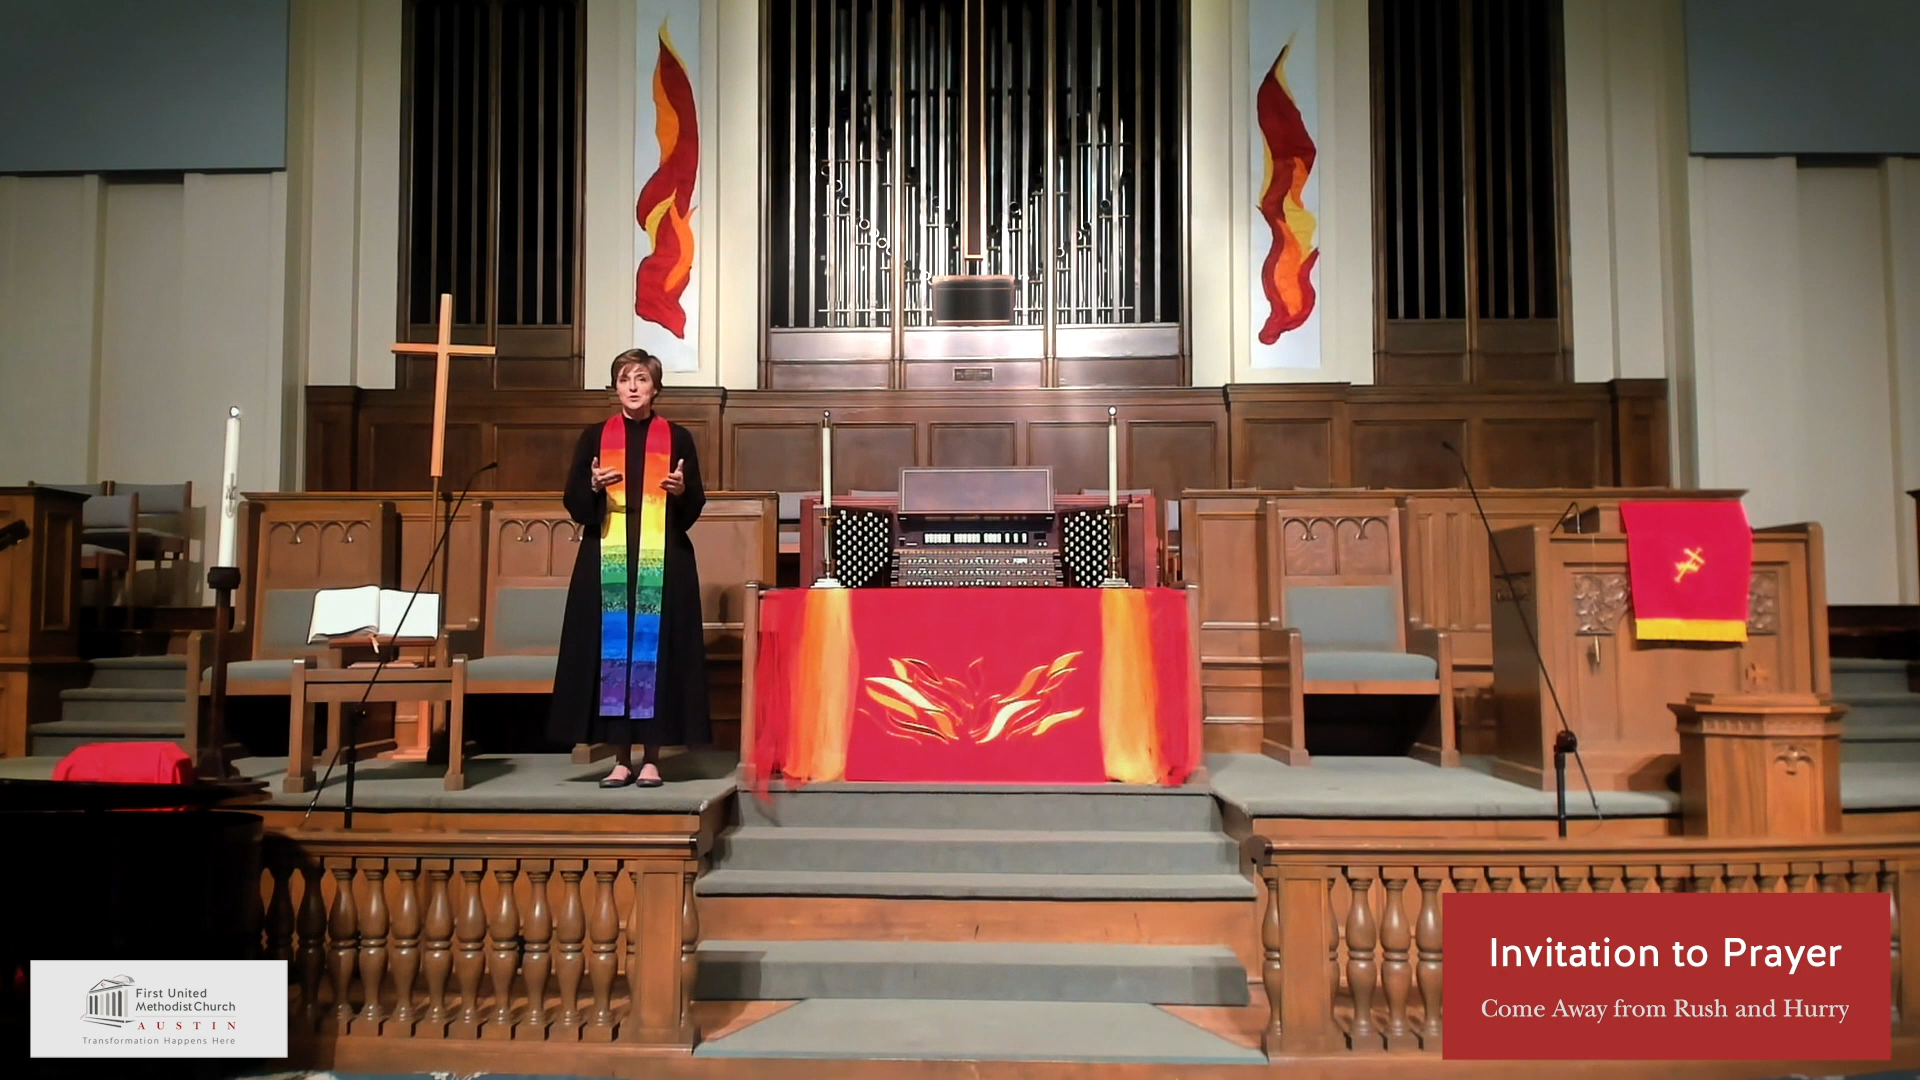 First United
Methodist Church
AUSTIN
Transformation Happens Here
Invitation to Prayer
Come Away from Rush and Hurry